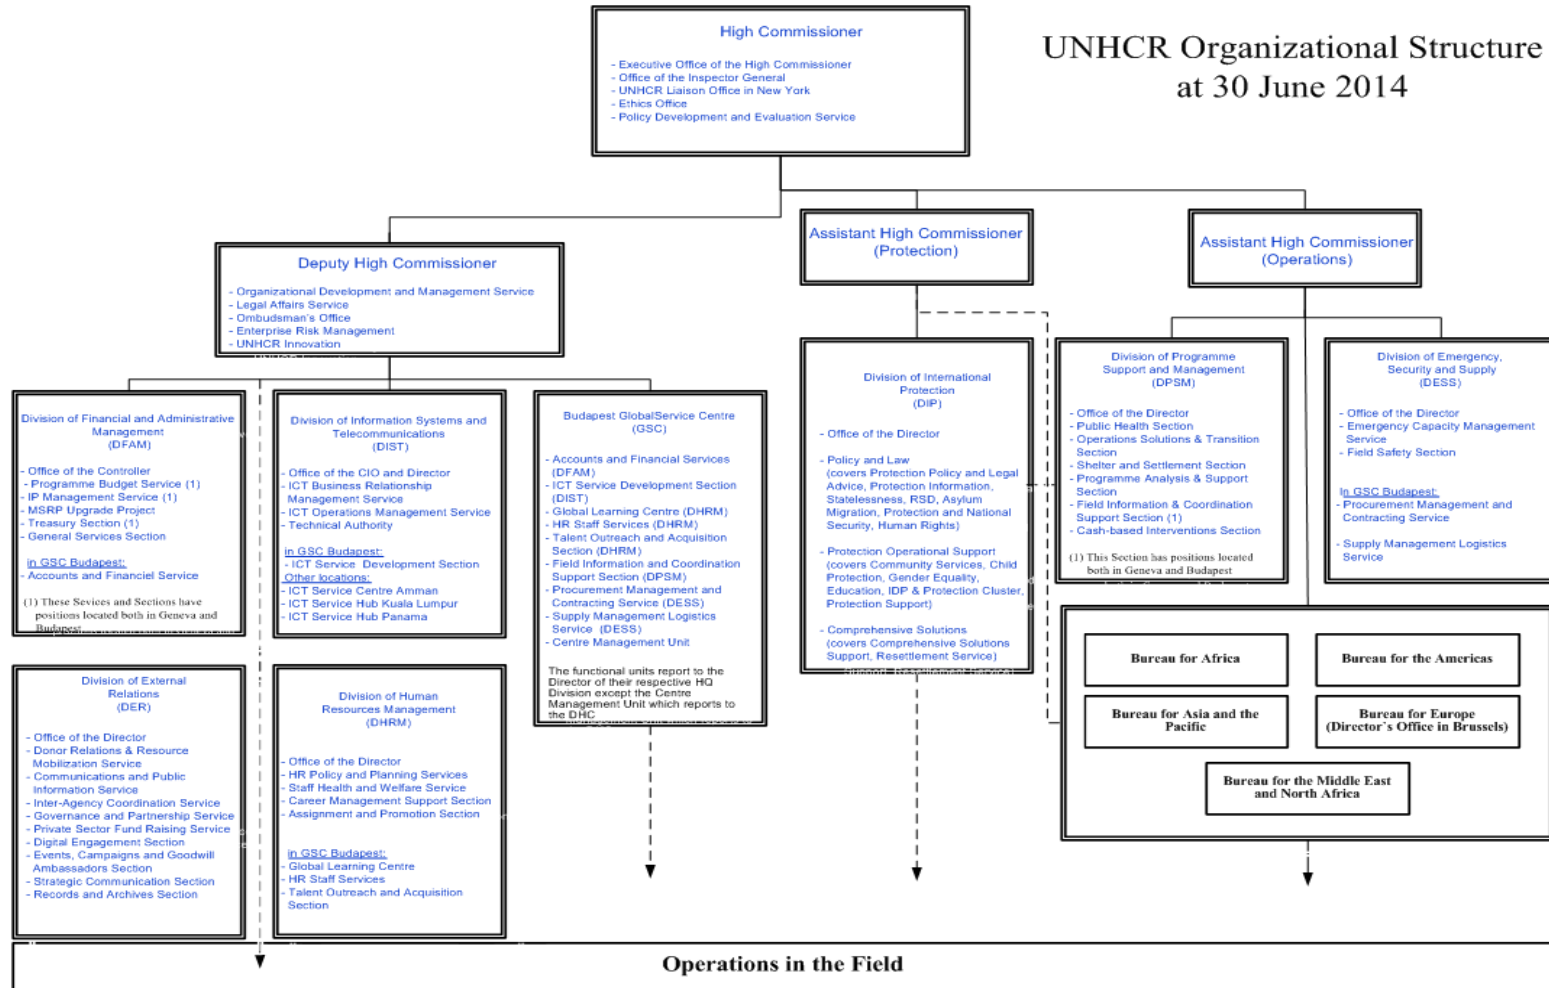 UNHCR Organizational Structure
at 30 June 2014
High Commissioner
- Executive Office of the High Commissioner
- Office of the Inspector General
- UNHCR Liaison Office in New York
- Ethics Office
- Policy Development and Evaluation Service
Deputy High Commissioner
- Organizational Development and Management Service
- Legal Affairs Service
- Ombudsman's Office
- Enterprise Risk Management
- UNHCR Innovation
Assistant High Commissioner
(Protection)
Assistant High Commissioner
(Operations)
Division of Financial and Administrative
Management
(DFAM)
- Office of the Controller
- Programme Budget Service (1)
- IP Management Service (1)
- MSRP Upgrade Project
- Treasury Section (1)
- General Services Section
in GSC Budapest:
- Accounts and Financiel Service
(1) These Sevices and Sections have
positions located both in Geneva and
Budapest
Division of Information Systems and
Telecommunications
(DIST)
- Office of the CIO and Director
- ICT Business Relationship
Management Service
- ICT Operations Management Service
- Technical Authority
in GSC Budapest:
- ICT Service Development Section
Other locations:
- ICT Service Centre Amman
- ICT Service Hub Kuala Lumpur
- ICT Service Hub Panama
Budapest GlobalService Centre
(GSC)
- Accounts and Financial Services
(DFAM)
- ICT Service Development Section
(DIST)
- Global Learning Centre (DHRM)
- HR Staff Services (DHRM)
- Talent Outreach and Acquisition
Section (DHRM)
- Field Information and Coordination
Support Section (DPSM)
- Procurement Management and
Contracting Service (DESS)
- Supply Management Logistics
Service (DESS)
- Centre Management Unit
The functional units report to the
Director of their respective HQ
Division except the Centre
Management Unit which reports to
the DHC
Division of International
Protection
(DIP)
- Office of the Director
- Policy and Law
(covers Protection Policy and Legal
Advice, Protection Information,
Statelessness, RSD, Asylum
Migration, Protection and National
Security, Human Rights)
- Protection Operational Support
(covers Community Services, Child
Protection, Gender Equality,
Education, IDP & Protection Cluster,
Protection Support)
- Comprehensive Solutions
(covers Comprehensive Solutions
Support, Resettlement Service)
Division of Programme
Support and Management
(DPSM)
- Office of the Director
- Public Health Section
- Operations Solutions & Transition
Section
- Shelter and Settlement Section
- Programme Analysis & Support
Section
- Field Information & Coordination
Support Section (1)
- Cash-based Interventions Section
(1) This Section has positions located
both in Geneva and Budapest
Division of Emergency,
Security and Supply
(DESS)
- Office of the Director
- Emergency Capacity Management
Service
- Field Safety Section
In GSC Budapest:
- Procurement Management and
Contracting Service
- Supply Management Logistics
Service
Division of External
Relations
(DER)
- Office of the Director
- Donor Relations & Resource
Mobilization Service
- Communications and Public
Information Service
- Inter-Agency Coordination Service
- Governance and Partnership Service
- Private Sector Fund Raising Service
- Digital Engagement Section
- Events, Campaigns and Goodwill
Ambassadors Section
- Strategic Communication Section
- Records and Archives Section
Division of Human
Resources Management
(DHRM)
- Office of the Director
- HR Policy and Planning Services
- Staff Health and Welfare Service
- Career Management Support Section
- Assignment and Promotion Section
in GSC Budapest:
- Global Learning Centre
- HR Staff Services
- Talent Outreach and Acquisition
Section
Bureau for Africa
Bureau for the Americas
Bureau for Asia and the
Pacific
Bureau for Europe
(Director`s Office in Brussels)
Bureau for the Middle East
and North Africa
Operations in the Field